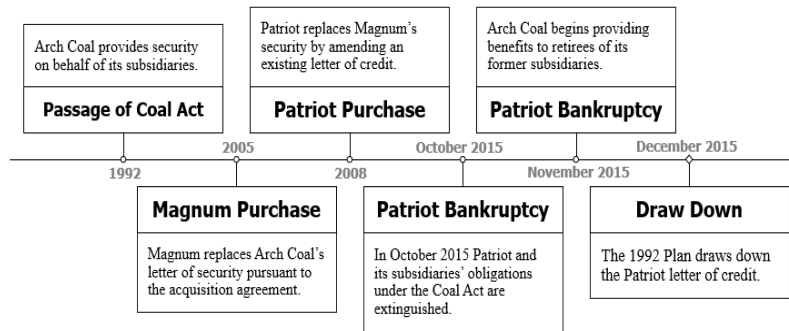 Arch Coal provides security
on behalf of its subsidiaries.
Passage of Coal Act
1992
2005
Magnum Purchase
Magnum replaces Arch Coal's
letter of security pursuant to
the acquisition agreement.
Patriot replaces Magnum's
security by amending an
existing letter of credit.
Patriot Purchase
2008
October 2015
Patriot Bankruptcy
In October 2015 Patriot and
its subsidiaries' obligations
under the Coal Act are
extinguished.
Arch Coal begins providing
benefits to retirees of its
former subsidiaries.
Patriot Bankruptcy
November 2015
December 2015
Draw Down
The 1992 Plan draws down
the Patriot letter of credit.